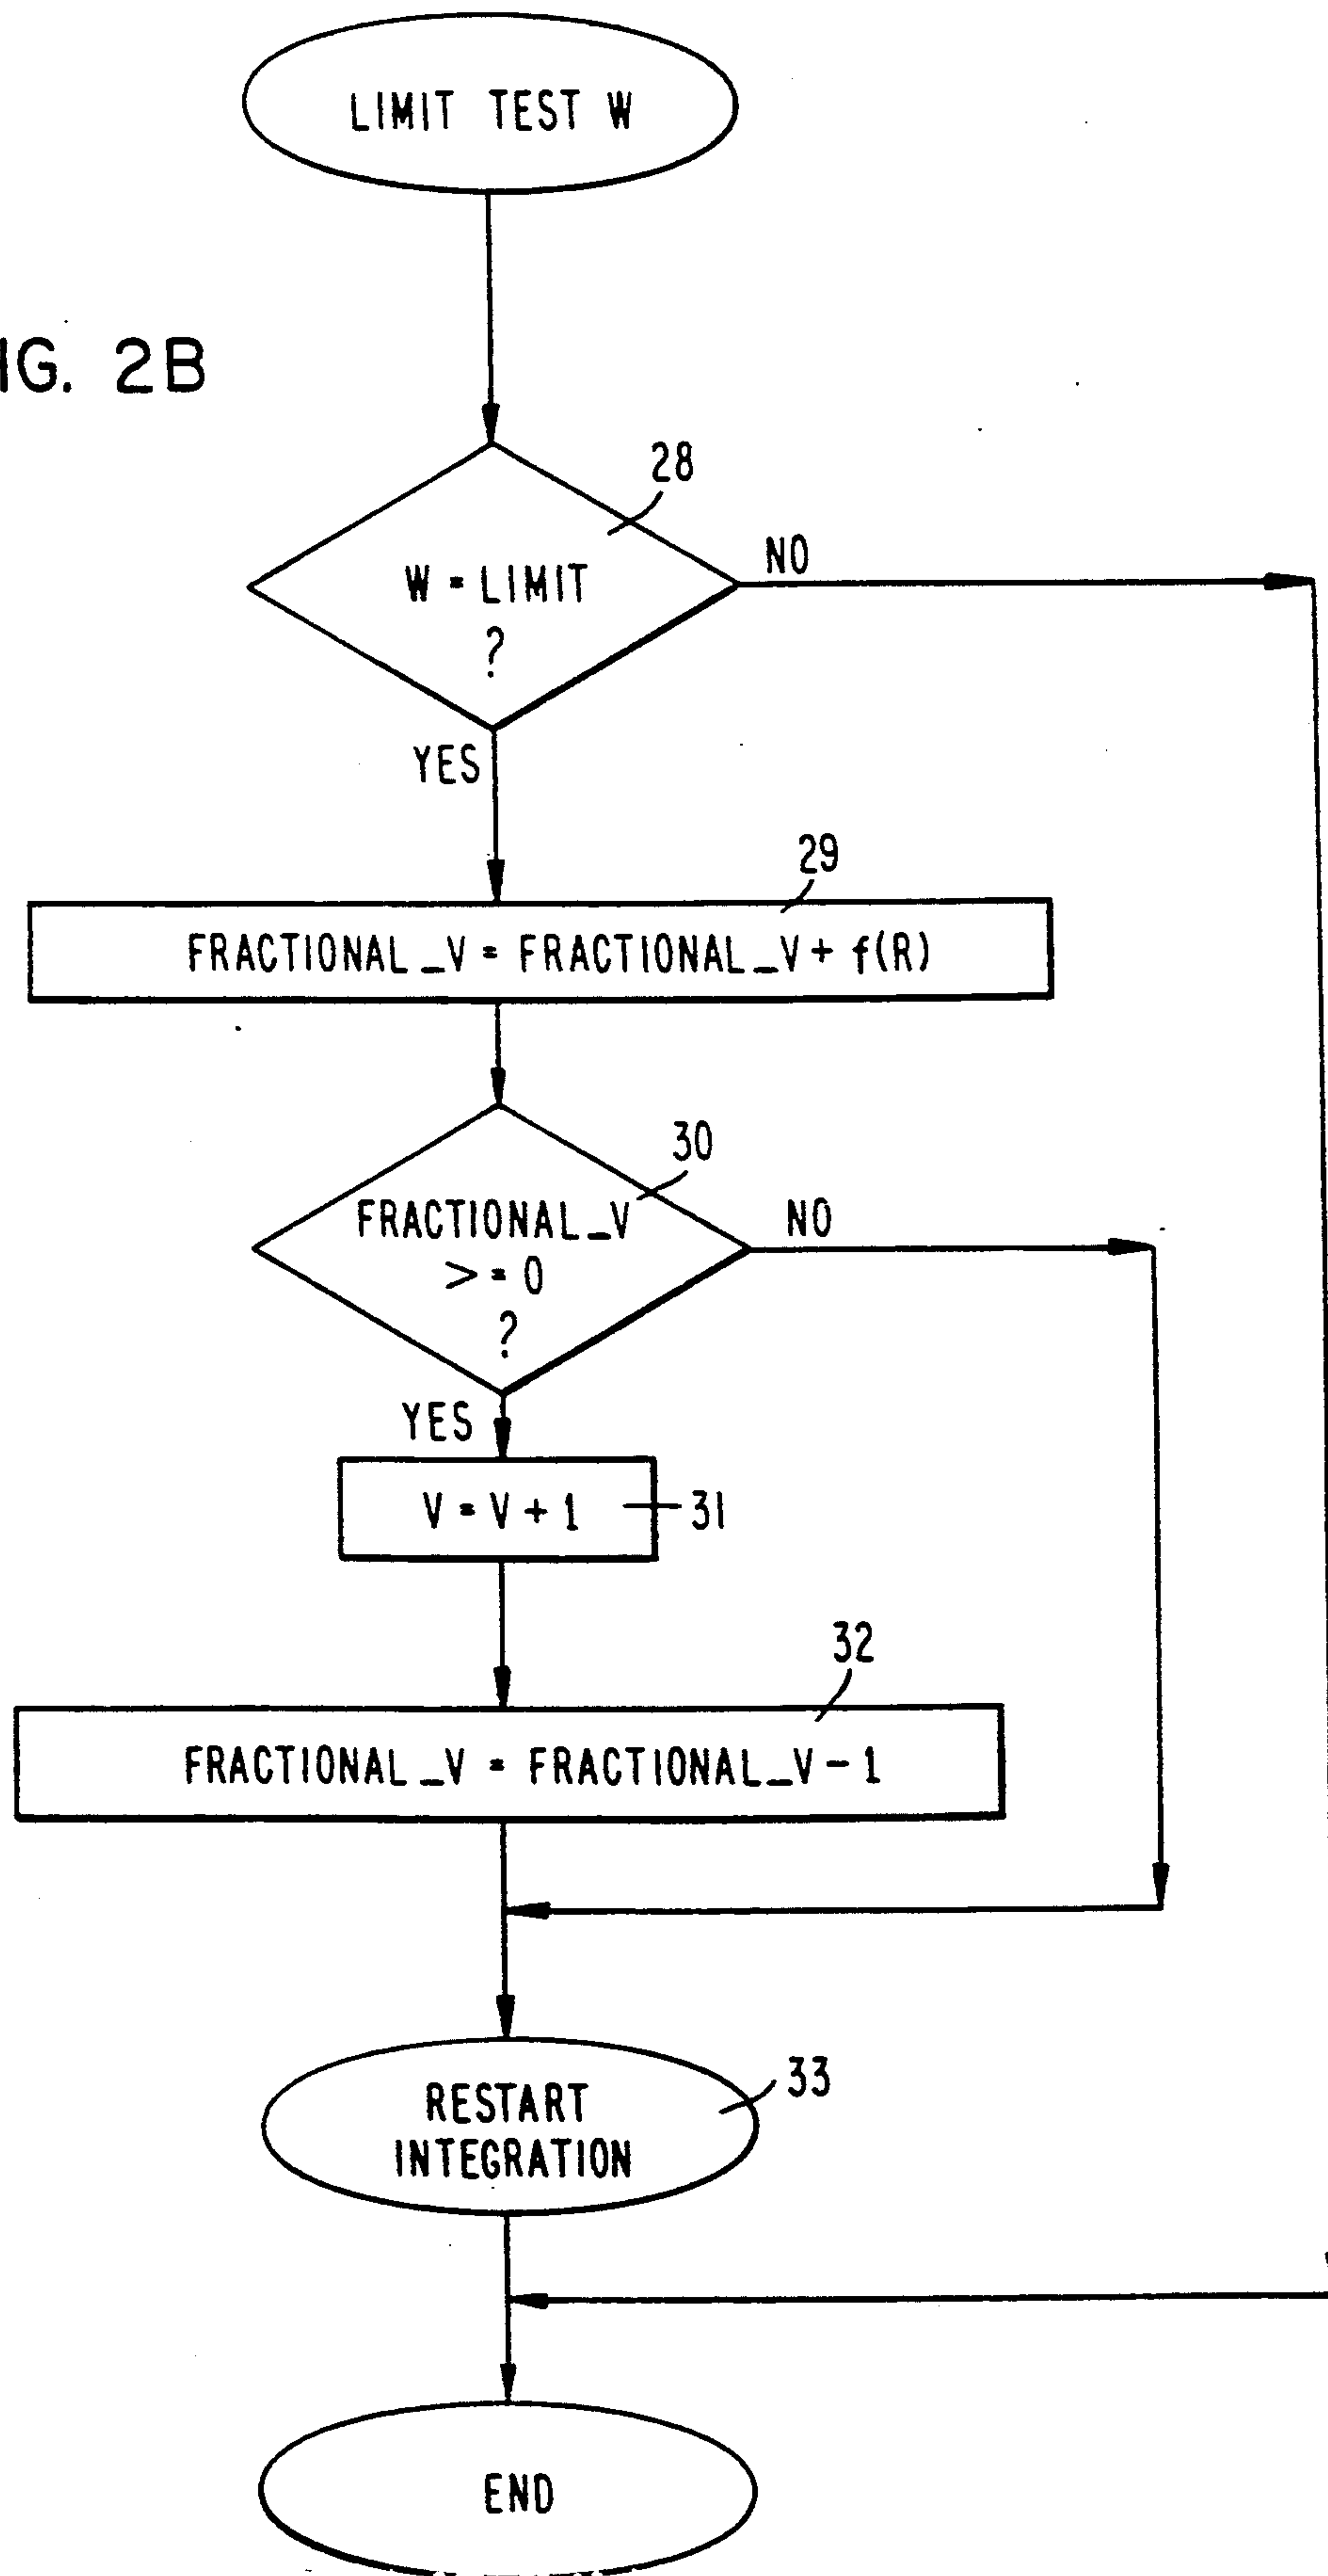 LIMIT TEST W
IG. 2B
28
W = LIMIT
?
NO
YES
29
FRACTIONAL_V = FRACTIONAL_V + f(R)
30
FRACTIONAL_V
>= 0
?
NO
YES
V = V + 1
31
32
FRACTIONAL_V = FRACTIONAL_V - 1
RESTART
INTEGRATION
33
END